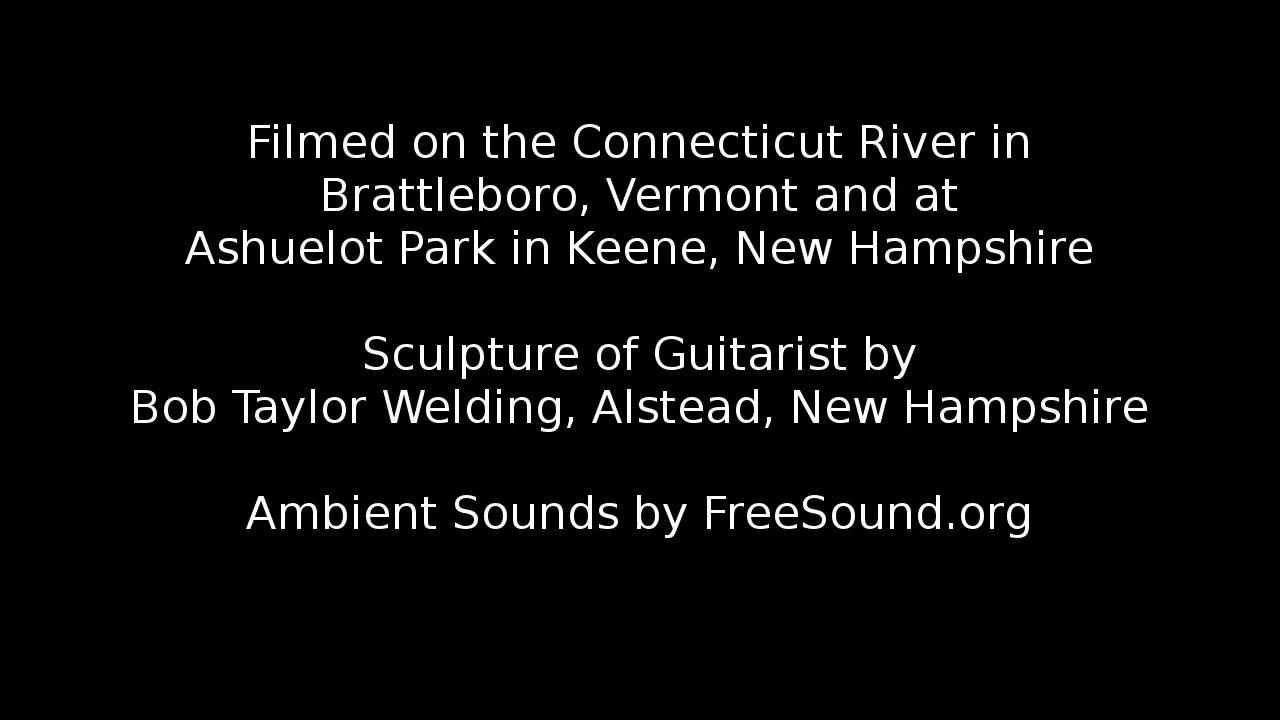 Filmed on the Connecticut River in
Brattleboro, Vermont and at
Ashuelot Park in Keene, New Hampshire
Sculpture of Guitarist by
Bob Taylor Welding, Alstead, New Hampshire
Ambient Sounds by FreeSound.org